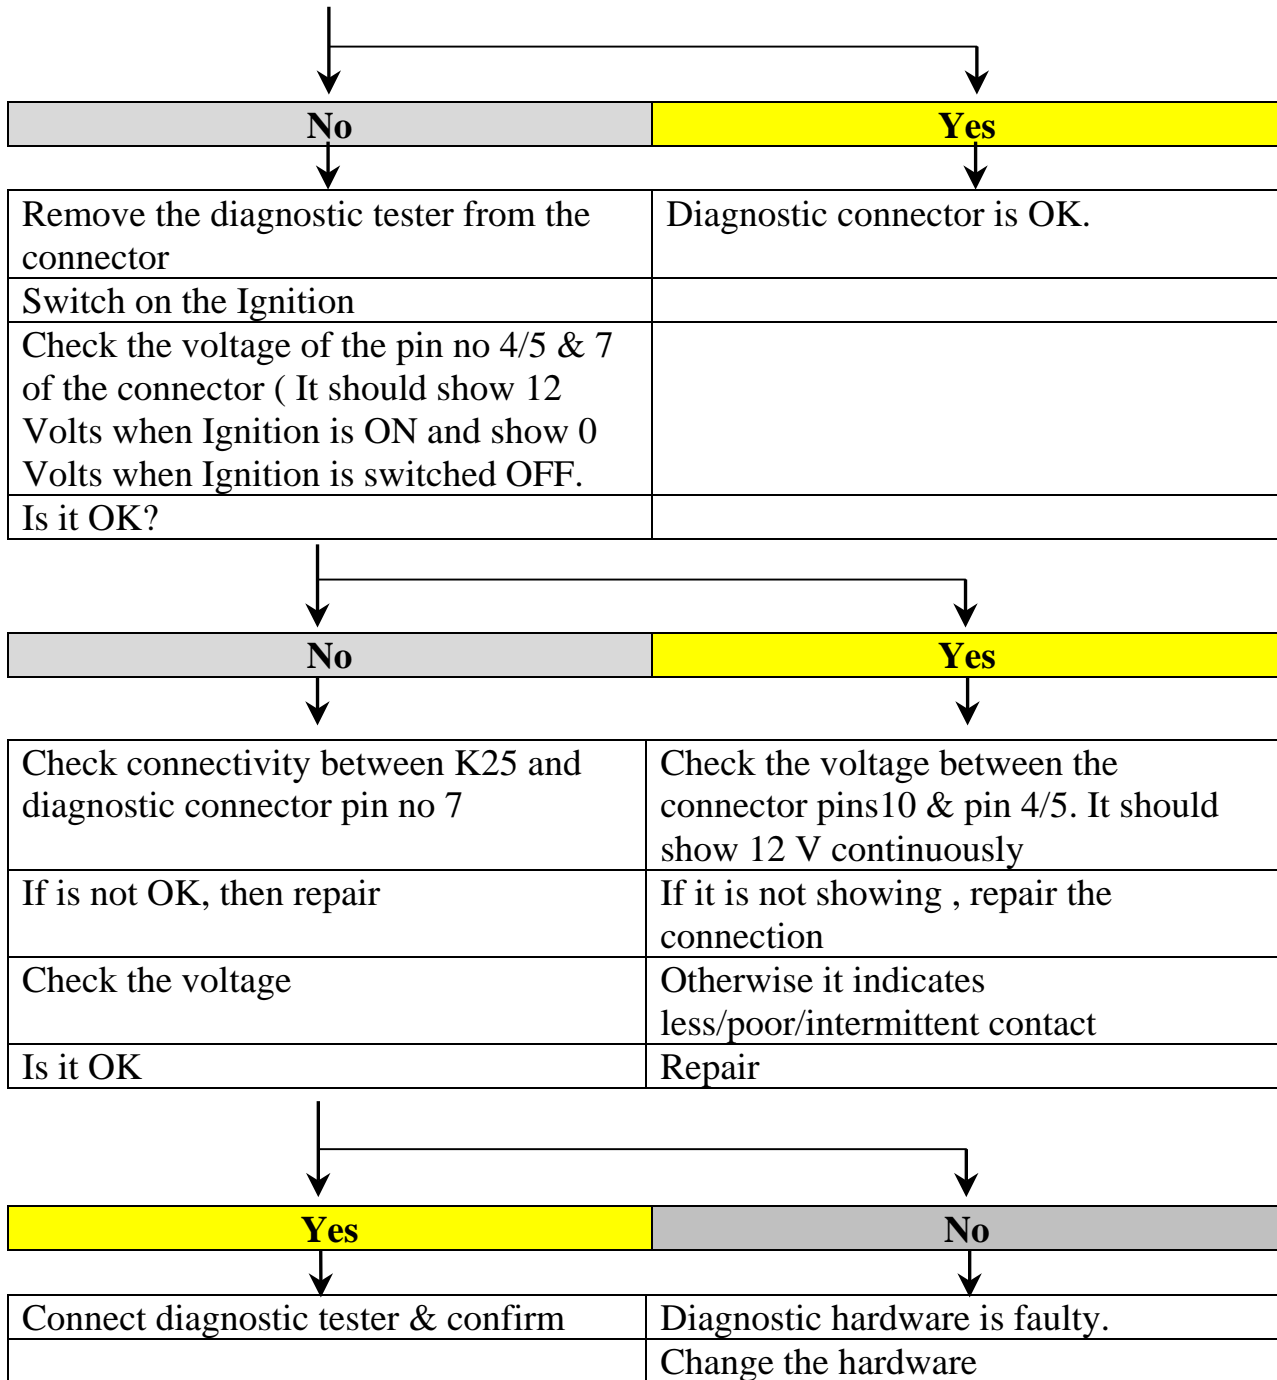 No
Yes
Remove the diagnostic tester from the
connector
Diagnostic connector is OK.
Switch on the Ignition
Check the voltage of the pin no 4/5 & 7
of the connector ( It should show 12
Volts when Ignition is ON and show 0
Volts when Ignition is switched OFF.
Is it OK?
No
Yes
Check connectivity between K25 and
diagnostic connector pin no 7
Check the voltage between the
connector pins10 & pin 4/5. It should
show 12 V continuously
If is not OK, then repair
If it is not showing , repair the
connection
Check the voltage
Otherwise it indicates
less/poor/intermittent contact
Is it OK
Repair
Yes
No
Connect diagnostic tester & confirm
Diagnostic hardware is faulty.
Change the hardware